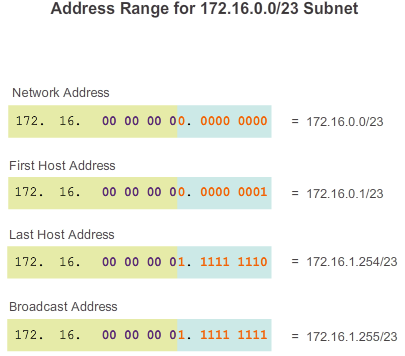 Address Range for 172.16.0.0/23 Subnet
Network Address
172. 16. 00 00 00 00. 0000 0000 = 172.16.0.0/23
First Host Address
172. 16. 00 00 00 00. 0000 0001 = 172.16.0.1/23
Last Host Address
172. 16. 00 00 00 01. 1111 1110 = 172.16.1.254/23
Broadcast Address
172. 16. 00 00 00 01. 1111 1111 = 172.16.1.255/23